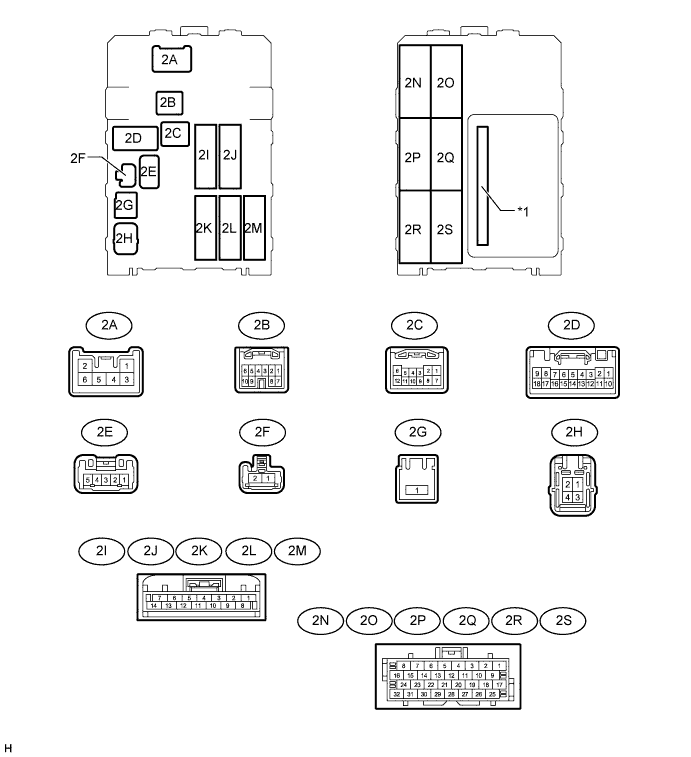 2A
2B
2C
2D
2F
2E
2I
2J
2G
2H
2K
2L
2M
2N
2O
2P
2Q
*1
2R
2S
2A
2B
2C
2D
2 1
6 5 4 3
6 5 4 3 2 1
10 9 8 7
6 5 4 3 2 1
12 11 10 9 8 7
9 8 7 6 5 4 3 2 1
18 17 16 15 14 13 12 11 10
2E
2F
2G
2H
5 4 3 2 1
2 1
1
2 1
4 3
2I
2J
2K
2L
2M
7 6 5 4 3 2 1
14 13 12 11 10 9 8
2N
2O
2P
2Q
2R
2S
8 7 6 5 4 3 2 1
16 15 14 13 12 11 10 9
24 23 22 21 20 19 18 17
32 31 30 29 28 27 26 25
H